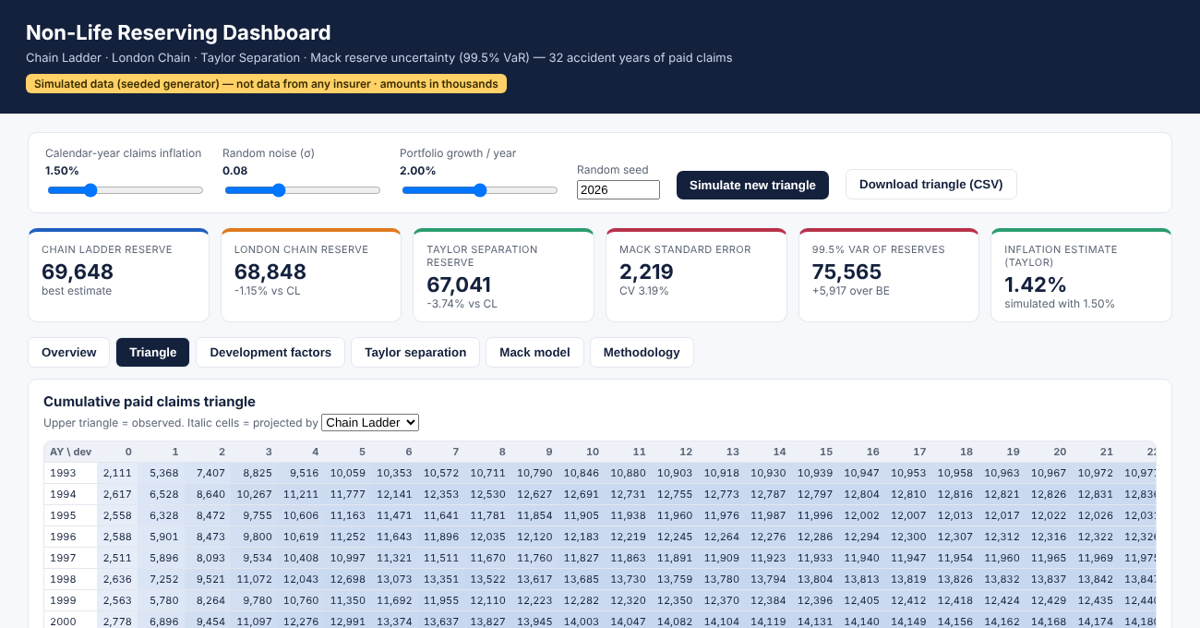 Non-Life Reserving Dashboard
Chain Ladder · London Chain · Taylor Separation · Mack reserve uncertainty (99.5% VaR) — 32 accident years of paid claims
Simulated data (seeded generator) — not data from any insurer · amounts in thousands
Calendar-year claims inflation
1.50%
Random noise (σ)
0.08
Portfolio growth / year
2.00%
Random seed
2026
Simulate new triangle
Download triangle (CSV)
CHAIN LADDER RESERVE
69,648
best estimate
LONDON CHAIN RESERVE
68,848
-1.15% vs CL
TAYLOR SEPARATION
RESERVE
67,041
-3.74% vs CL
MACK STANDARD ERROR
2,219
CV 3.19%
99.5% VAR OF RESERVES
75,565
+5,917 over BE
INFLATION ESTIMATE
(TAYLOR)
1.42%
simulated with 1.50%
Overview Triangle Development factors Taylor separation Mack model Methodology
Cumulative paid claims triangle
Upper triangle = observed. Italic cells = projected by Chain Ladder
AY \ dev 0 1 2 3 4 5 6 7 8 9 10 11 12 13 14 15 16 17 18 19 20 21
1993 2,111 5,368 7,407 8,825 9,516 10,059 10,353 10,572 10,711 10,790 10,846 10,880 10,903 10,918 10,930 10,939 10,947 10,953 10,958 10,963 10,967 10,972
1994 2,617 6,528 8,640 10,267 11,211 11,777 12,141 12,353 12,530 12,627 12,691 12,731 12,755 12,773 12,787 12,797 12,804 12,810 12,816 12,821 12,826 12,831
1995 2,558 6,328 8,472 9,755 10,606 11,163 11,471 11,641 11,781 11,854 11,905 11,938 11,960 11,976 11,987 11,996 12,002 12,007 12,013 12,017 12,022 12,026
1996 2,588 5,901 8,473 9,800 10,619 11,252 11,643 11,896 12,035 12,120 12,183 12,219 12,245 12,264 12,276 12,286 12,294 12,300 12,307 12,312 12,316 12,322
1997 2,511 5,896 8,093 9,534 10,408 10,997 11,321 11,511 11,670 11,760 11,827 11,863 11,891 11,909 11,923 11,933 11,940 11,947 11,954 11,960 11,965 11,969
1998 2,636 7,252 9,521 11,072 12,043 12,698 13,073 13,351 13,522 13,617 13,685 13,730 13,759 13,780 13,794 13,804 13,813 13,819 13,826 13,832 13,837 13,842
1999 2,563 5,780 8,264 9,780 10,760 11,350 11,692 11,955 12,110 12,223 12,282 12,320 12,350 12,370 12,384 12,396 12,405 12,412 12,418 12,424 12,429 12,435
2000 2,778 6,896 9,454 11,097 12,276 12,991 13,374 13,637 13,827 13,945 14,003 14,047 14,082 14,104 14,119 14,131 14,140 14,149 14,156 14,162 14,168 14,174